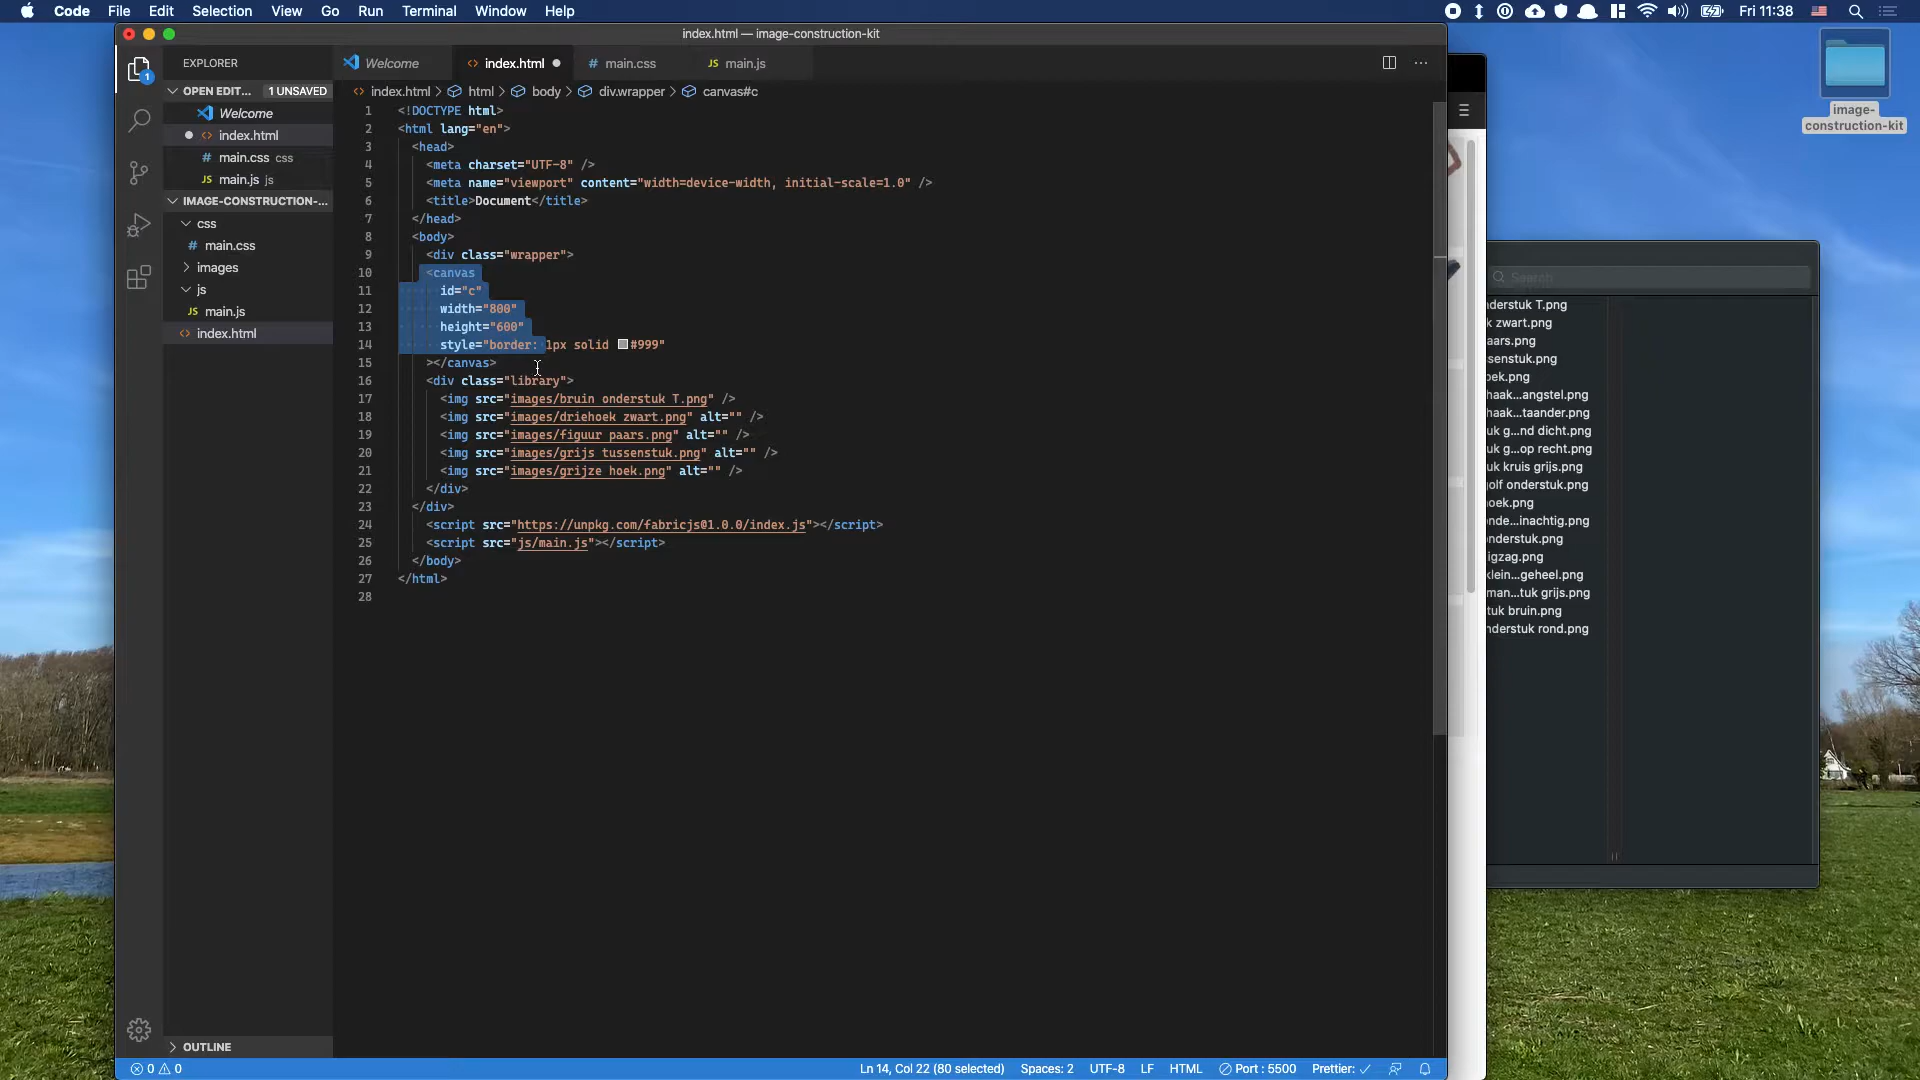 Code File Edit Selection View Go Run Terminal Window Help Fri 11:38
index.html — image-construction-kit
EXPLORER
Welcome index.html # main.css JS main.js
OPEN EDIT... 1 UNSAVED
Welcome
index.html
# main.css css
JS main.js js
IMAGE-CONSTRUCTION-...
css
# main.css
images
js
JS main.js
index.html
OUTLINE
index.html > html > body > div.wrapper > canvas#c
1 <!DOCTYPE html>
2 <html lang="en">
3 <head>
4 <meta charset="UTF-8" />
5 <meta name="viewport" content="width=device-width, initial-scale=1.0" />
6 <title>Document</title>
7 </head>
8 <body>
9 <div class="wrapper">
10 <canvas
11 id="c"
12 width="800"
13 height="600"
14 style="border: 1px solid #999"
15 ></canvas>
16 <div class="library">
17 <img src="images/bruin onderstuk T.png" />
18 <img src="images/driehoek zwart.png" alt="" />
19 <img src="images/figuur paars.png" alt="" />
20 <img src="images/grijs tussenstuk.png" alt="" />
21 <img src="images/grijze hoek.png" alt="" />
22 </div>
23 </div>
24 <script src="https://unpkg.com/fabricjs@1.0.0/index.js"></script>
25 <script src="js/main.js"></script>
26 </body>
27 </html>
28
0 0 Ln 14, Col 22 (80 selected) Spaces: 2 UTF-8 LF HTML Port : 5500 Prettier: ✓
image-
construction-kit
Search
nderstuk T.png
k zwart.png
aars.png
ssenstuk.png
oek.png
haak...angstel.png
haak...taander.png
uk g...nd dicht.png
uk g...op recht.png
uk kruis grijs.png
golf onderstuk.png
hoek.png
onde...inachtig.png
onderstuk.png
igzag.png
klein...geheel.png
man...tuk grijs.png
tuk bruin.png
nderstuk rond.png